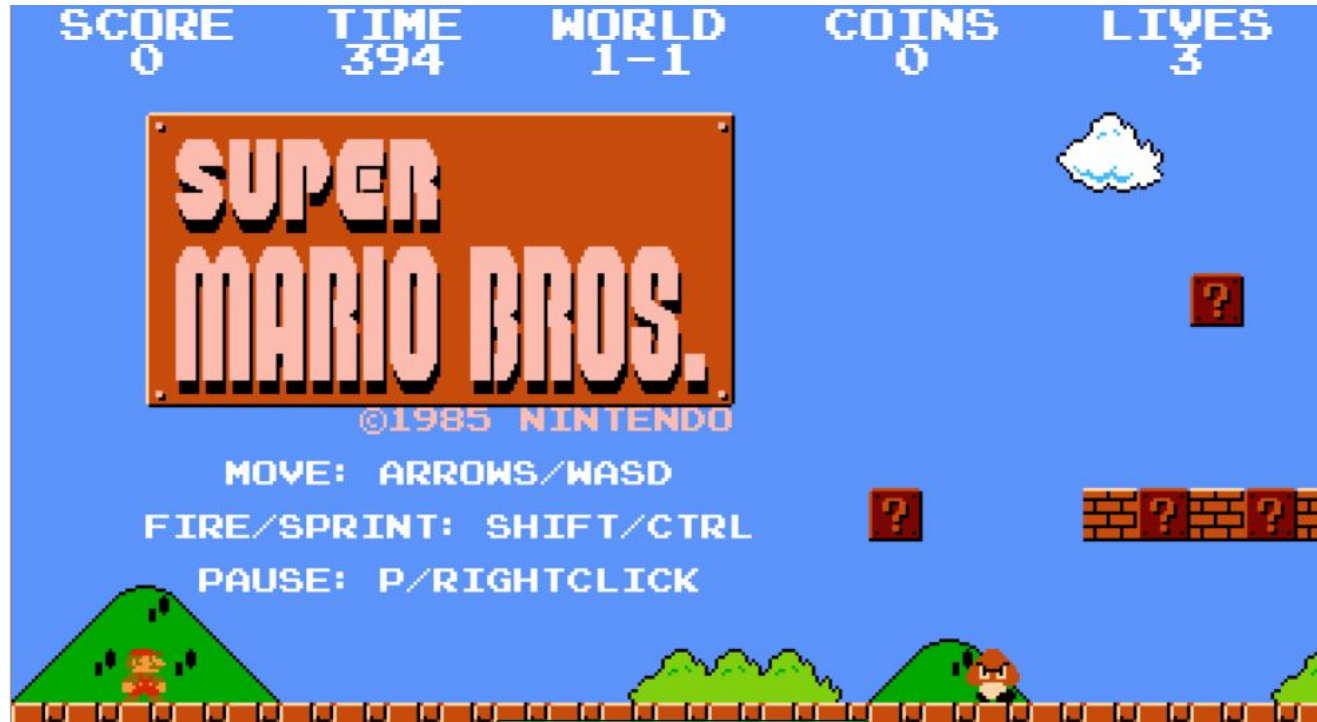 SCORE TIME WORLD COINS LIVES
0 394 1-1 0 3
SUPER
MARIO BROS.
©1985 NINTENDO
MOVE: ARROWS/WASD
FIRE/SPRINT: SHIFT/CTRL
PAUSE: P/RIGHTCLICK
?
?
? ?